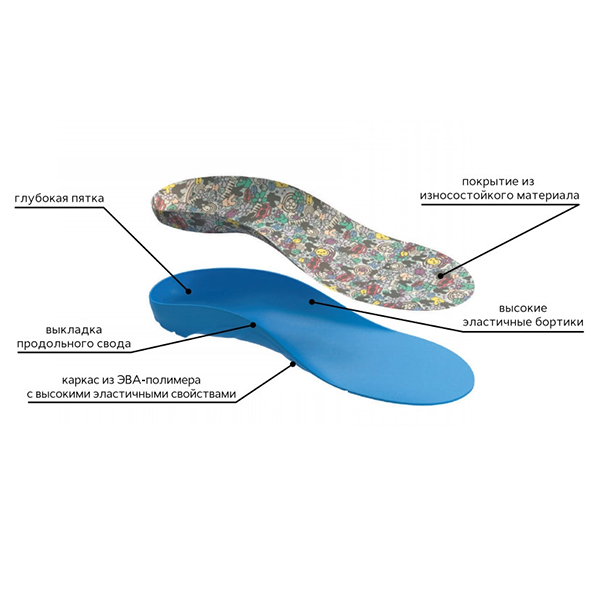 покрытие из
износостойкого материала
глубокая пятка
высокие
эластичные бортики
выкладка
продольного свода
каркас из ЭВА-полимера
с высокими эластичными свойствами